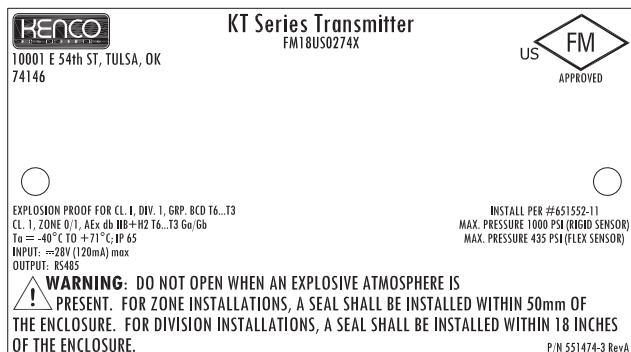 KENCO
KT Series Transmitter
FM18US0274X
US
FM
APPROVED
10001 E 54th ST, TULSA, OK
74146
EXPLOSION PROOF FOR CL. I, DIV. 1, GRP. BCD T6...T3
CL. 1, ZONE 0/1, AEx db IIB+H2 T6...T3 Ga/Gb
Ta = -40°C TO +71°C; IP 65
INPUT: ⎓28V (120mA) max
OUTPUT: RS485
INSTALL PER #651552-11
MAX. PRESSURE 1000 PSI (RIGID SENSOR)
MAX. PRESSURE 435 PSI (FLEX SENSOR)
! WARNING: DO NOT OPEN WHEN AN EXPLOSIVE ATMOSPHERE IS
PRESENT. FOR ZONE INSTALLATIONS, A SEAL SHALL BE INSTALLED WITHIN 50mm OF
THE ENCLOSURE. FOR DIVISION INSTALLATIONS, A SEAL SHALL BE INSTALLED WITHIN 18 INCHES
OF THE ENCLOSURE.
P/N 551474-3 RevA